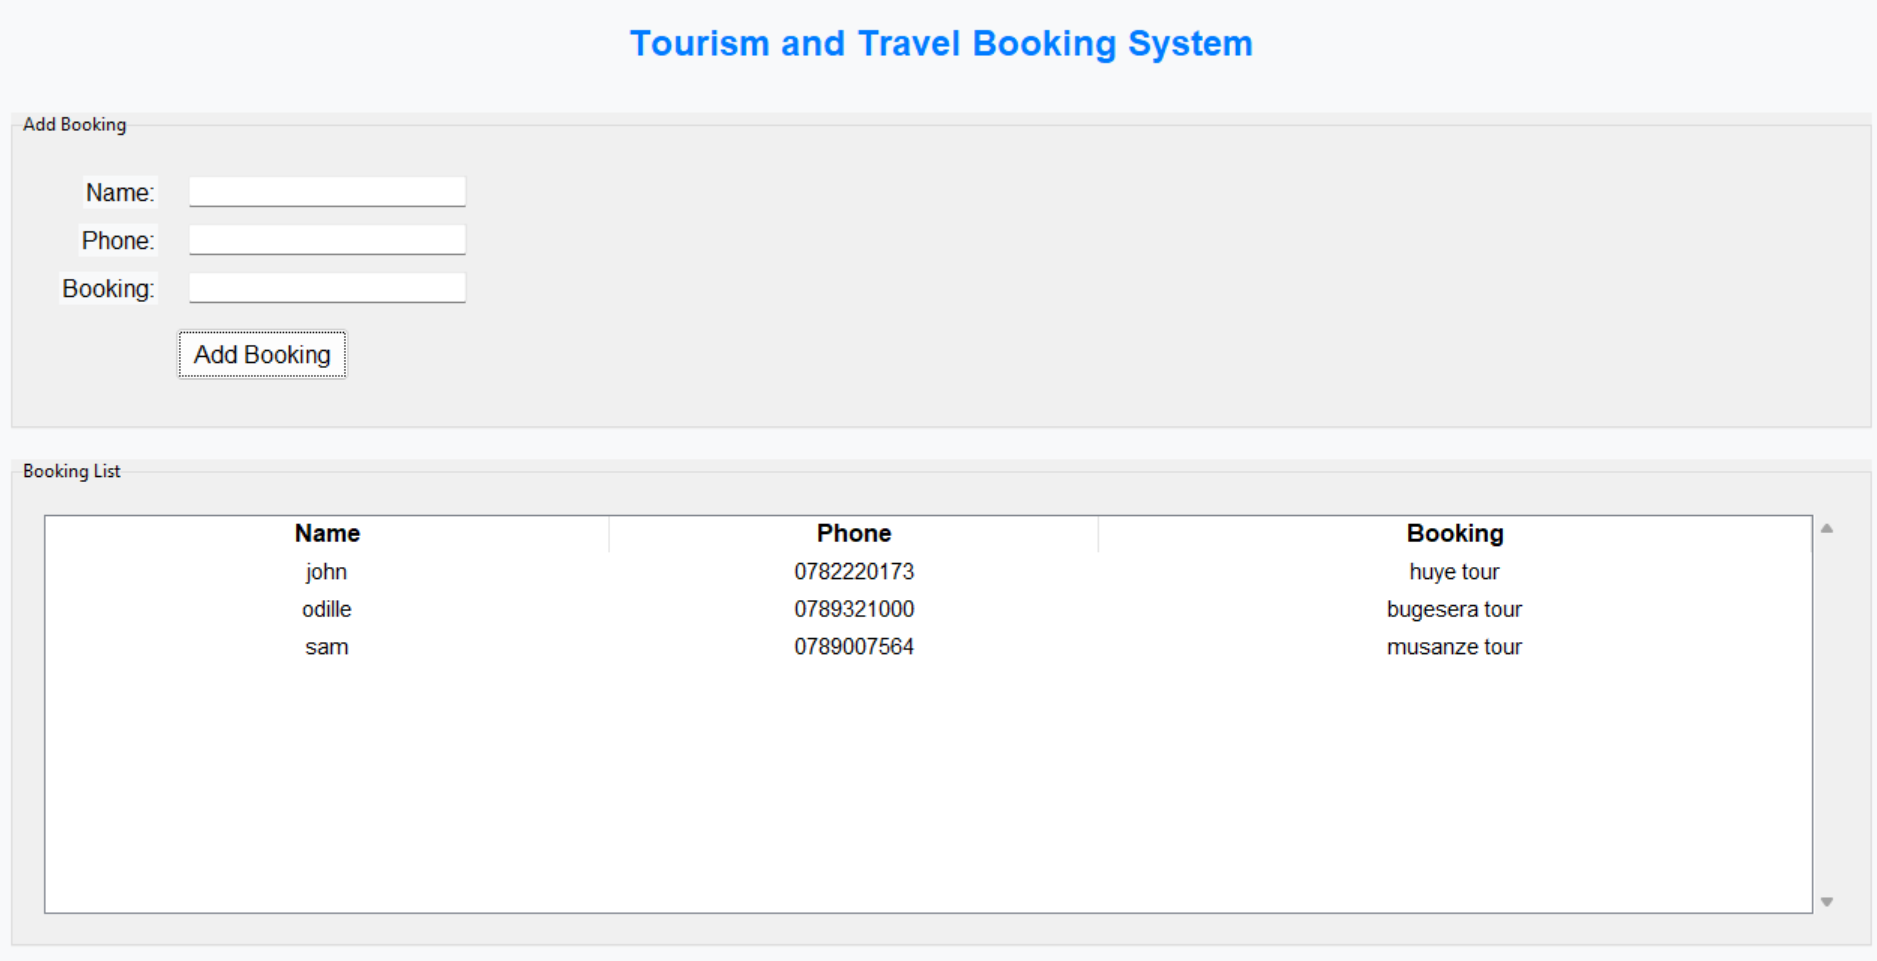 Tourism and Travel Booking System
Add Booking
Name:
Phone:
Booking:
Add Booking
Booking List
Name Phone Booking
john 0782220173 huye tour
odille 0789321000 bugesera tour
sam 0789007564 musanze tour